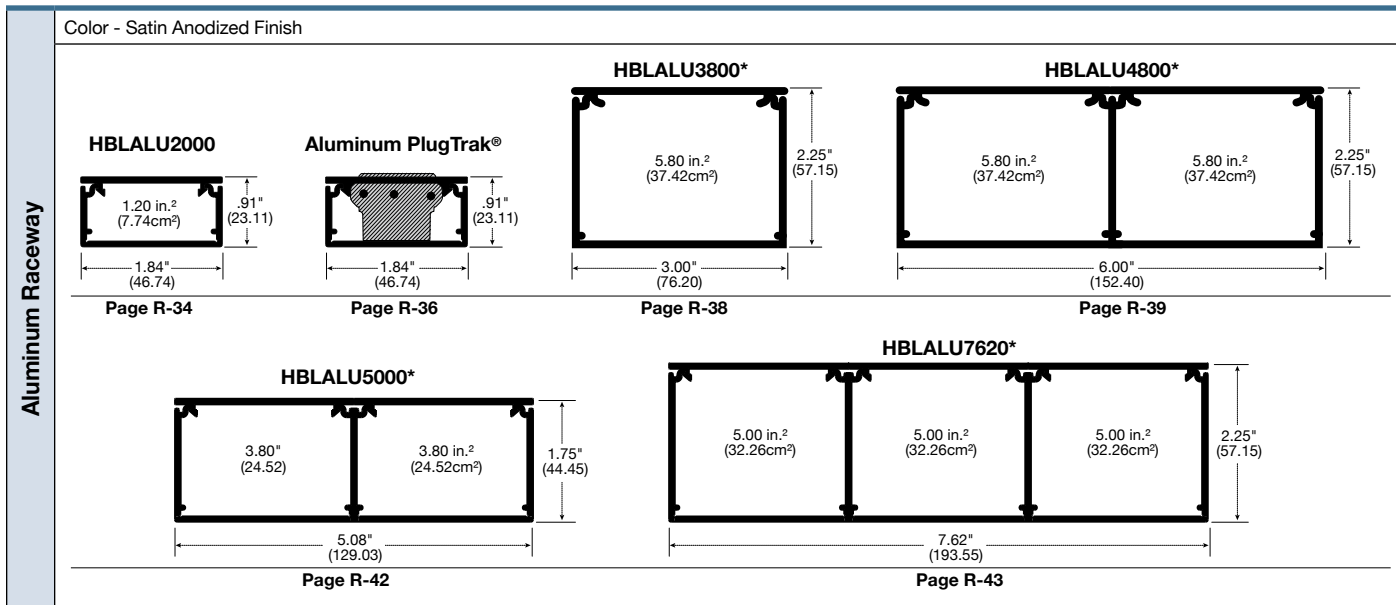 Color - Satin Anodized Finish
Aluminum Raceway
HBLALU2000
1.20 in.²
(7.74cm²)
.91"
(23.11)
1.84"
(46.74)
Page R-34
Aluminum PlugTrak®
.91"
(23.11)
1.84"
(46.74)
Page R-36
HBLALU3800*
5.80 in.²
(37.42cm²)
2.25"
(57.15)
3.00"
(76.20)
Page R-38
HBLALU4800*
5.80 in.²
(37.42cm²)
5.80 in.²
(37.42cm²)
2.25"
(57.15)
6.00"
(152.40)
Page R-39
HBLALU5000*
3.80"
(24.52)
3.80 in.²
(24.52cm²)
1.75"
(44.45)
5.08"
(129.03)
Page R-42
HBLALU7620*
5.00 in.²
(32.26cm²)
5.00 in.²
(32.26cm²)
5.00 in.²
(32.26cm²)
2.25"
(57.15)
7.62"
(193.55)
Page R-43